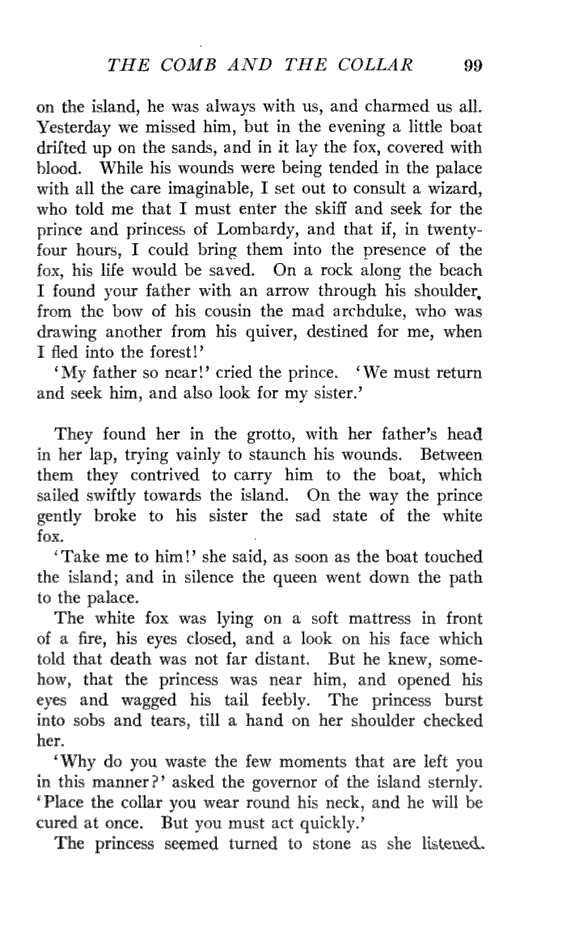 THE COMB AND THE COLLAR 99
on the island, he was always with us, and charmed us all.
Yesterday we missed him, but in the evening a little boat
drifted up on the sands, and in it lay the fox, covered with
blood. While his wounds were being tended in the palace
with all the care imaginable, I set out to consult a wizard,
who told me that I must enter the skiff and seek for the
prince and princess of Lombardy, and that if, in twenty-
four hours, I could bring them into the presence of the
fox, his life would be saved. On a rock along the beach
I found your father with an arrow through his shoulder,
from the bow of his cousin the mad archduke, who was
drawing another from his quiver, destined for me, when
I fled into the forest!’
‘My father so near!’ cried the prince. ‘We must return
and seek him, and also look for my sister.’
They found her in the grotto, with her father’s head
in her lap, trying vainly to staunch his wounds. Between
them they contrived to carry him to the boat, which
sailed swiftly towards the island. On the way the prince
gently broke to his sister the sad state of the white
fox.
‘Take me to him!’ she said, as soon as the boat touched
the island; and in silence the queen went down the path
to the palace.
The white fox was lying on a soft mattress in front
of a fire, his eyes closed, and a look on his face which
told that death was not far distant. But he knew, some-
how, that the princess was near him, and opened his
eyes and wagged his tail feebly. The princess burst
into sobs and tears, till a hand on her shoulder checked
her.
‘Why do you waste the few moments that are left you
in this manner?’ asked the governor of the island sternly.
‘Place the collar you wear round his neck, and he will be
cured at once. But you must act quickly.’
The princess seemed turned to stone as she listened.